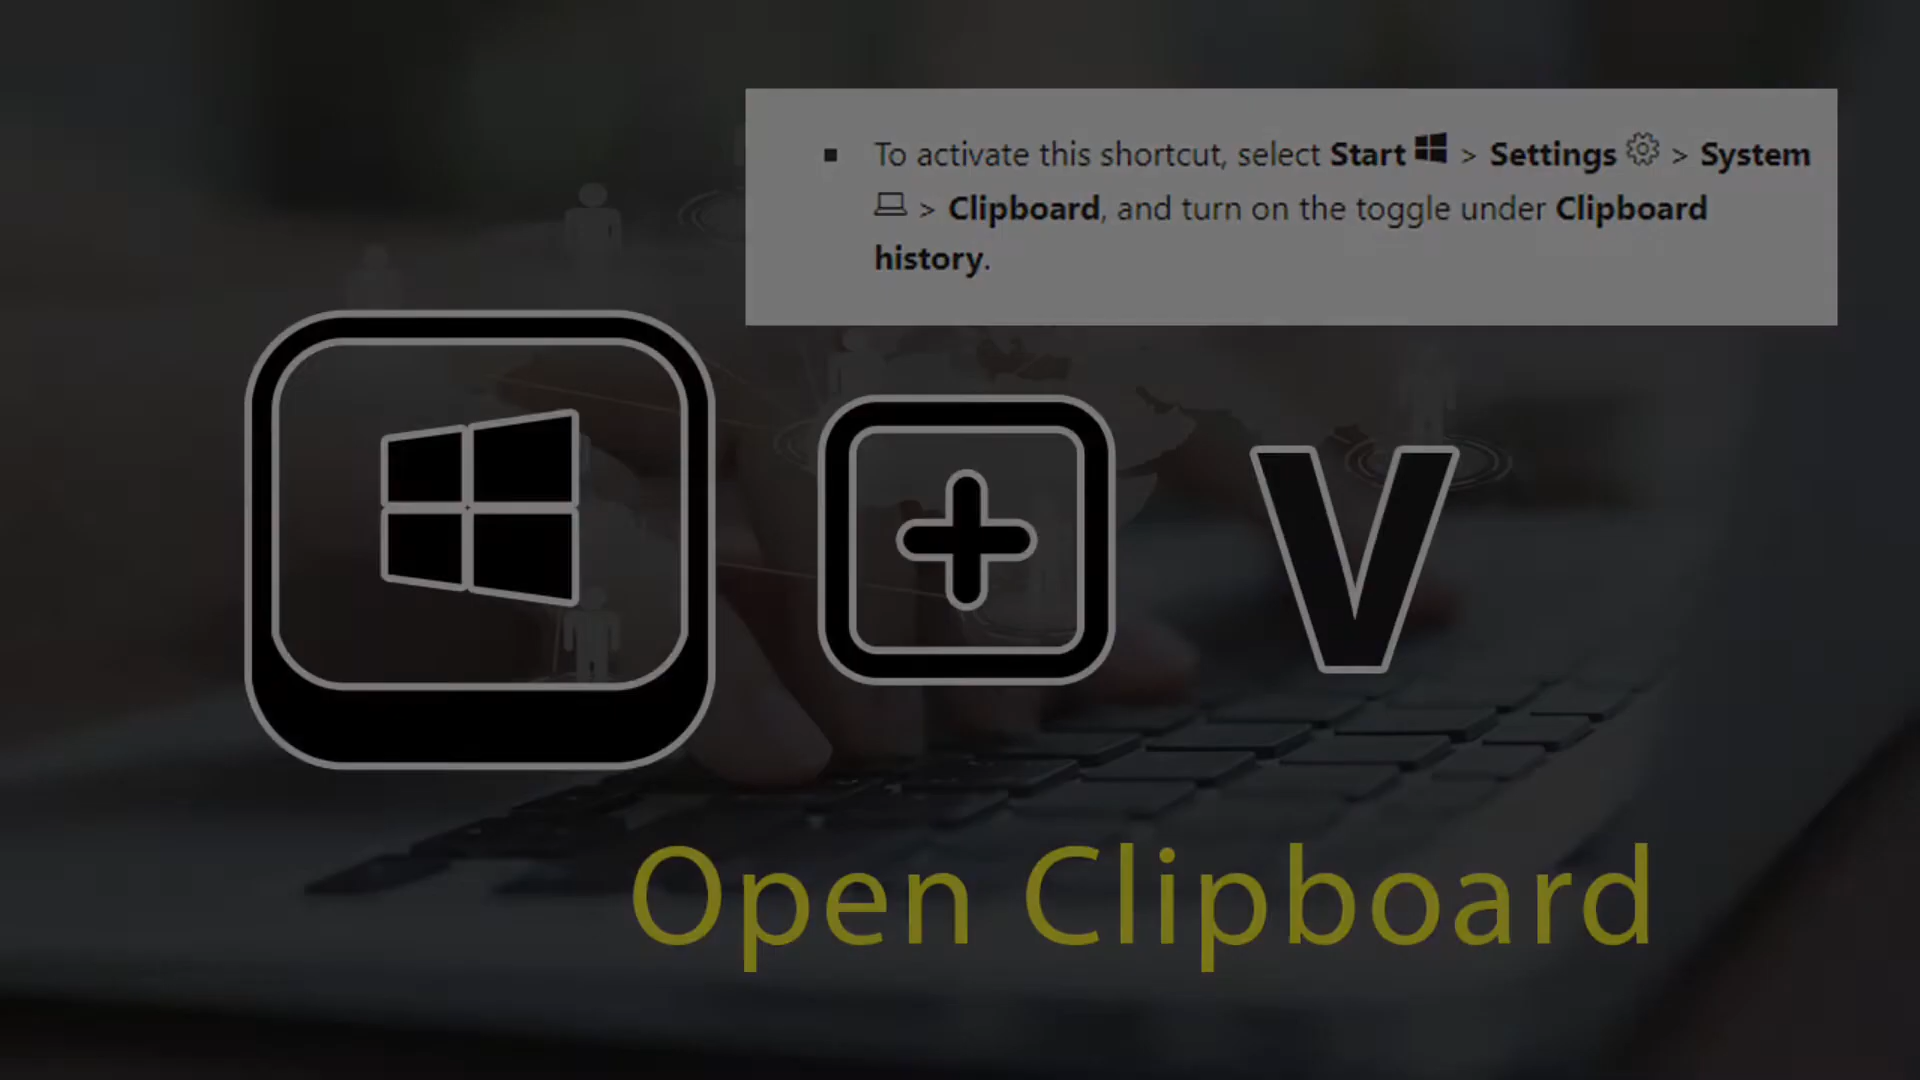 ▪ To activate this shortcut, select Start > Settings > System
> Clipboard, and turn on the toggle under Clipboard
history.
+ V
Open Clipboard